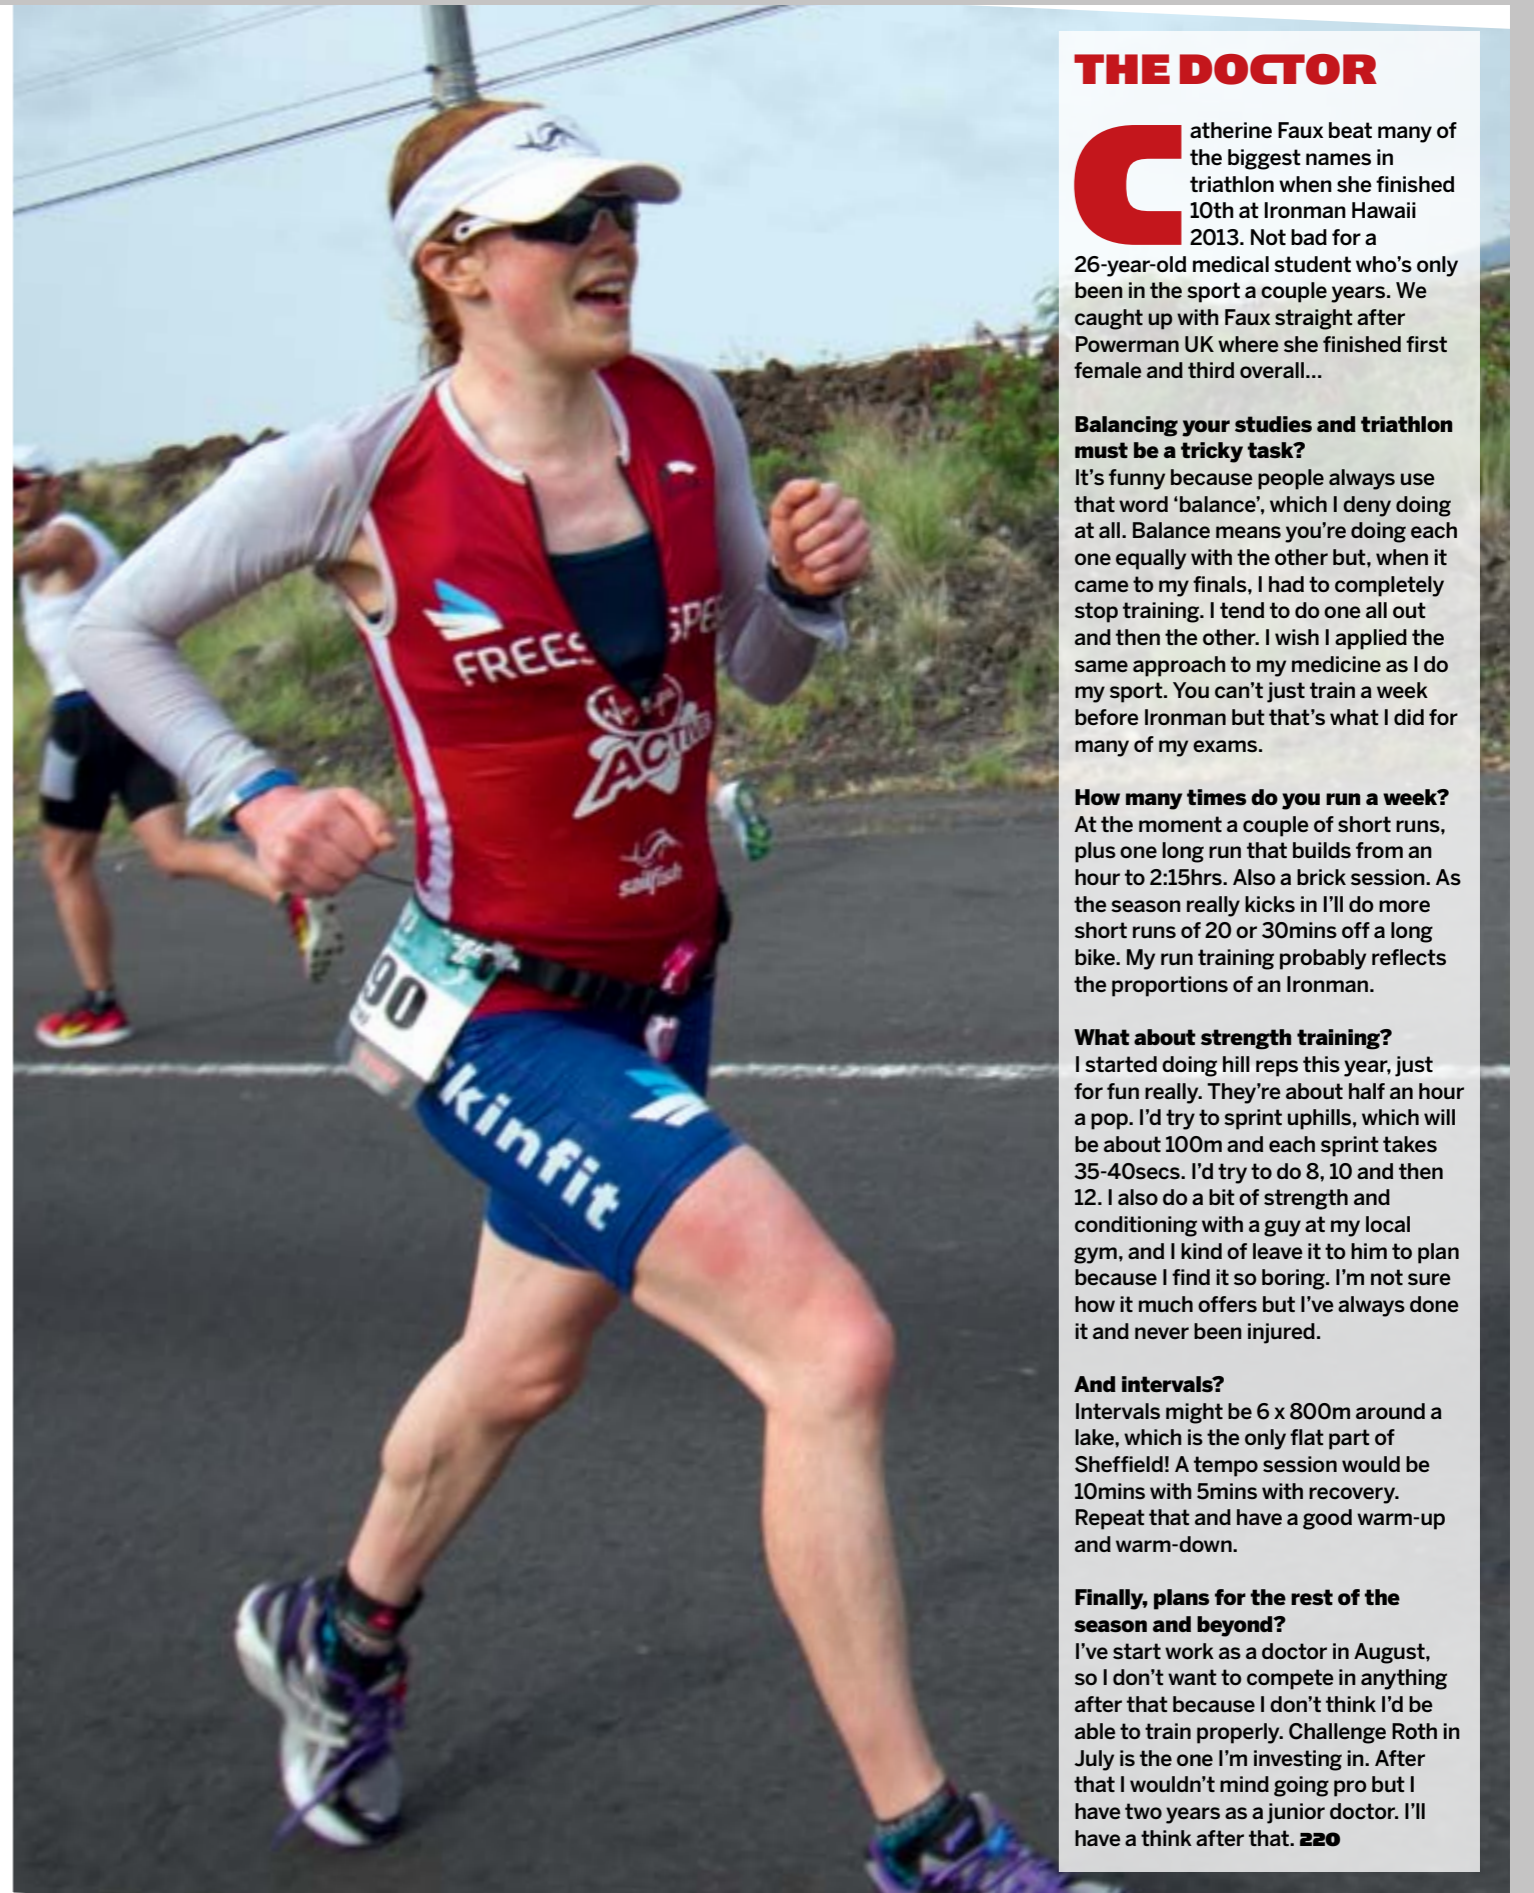 THE DOCTOR
Catherine Faux beat many of
the biggest names in
triathlon when she finished
10th at Ironman Hawaii
2013. Not bad for a
26-year-old medical student who's only
been in the sport a couple years. We
caught up with Faux straight after
Powerman UK where she finished first
female and third overall...
Balancing your studies and triathlon
must be a tricky task?
It's funny because people always use
that word ‘balance’, which I deny doing
at all. Balance means you're doing each
one equally with the other but, when it
came to my finals, I had to completely
stop training. I tend to do one all out
and then the other. I wish I applied the
same approach to my medicine as I do
my sport. You can't just train a week
before Ironman but that's what I did for
many of my exams.
How many times do you run a week?
At the moment a couple of short runs,
plus one long run that builds from an
hour to 2:15hrs. Also a brick session. As
the season really kicks in I'll do more
short runs of 20 or 30mins off a long
bike. My run training probably reflects
the proportions of an Ironman.
What about strength training?
I started doing hill reps this year, just
for fun really. They're about half an hour
a pop. I'd try to sprint uphills, which will
be about 100m and each sprint takes
35-40secs. I'd try to do 8, 10 and then
12. I also do a bit of strength and
conditioning with a guy at my local
gym, and I kind of leave it to him to plan
because I find it so boring. I'm not sure
how it much offers but I've always done
it and never been injured.
And intervals?
Intervals might be 6 x 800m around a
lake, which is the only flat part of
Sheffield! A tempo session would be
10mins with 5mins with recovery.
Repeat that and have a good warm-up
and warm-down.
Finally, plans for the rest of the
season and beyond?
I've start work as a doctor in August,
so I don't want to compete in anything
after that because I don't think I'd be
able to train properly. Challenge Roth in
July is the one I'm investing in. After
that I wouldn't mind going pro but I
have two years as a junior doctor. I'll
have a think after that. 220
FREES SPE
Virgin
ACTIVE
sailfish
90
kinfit